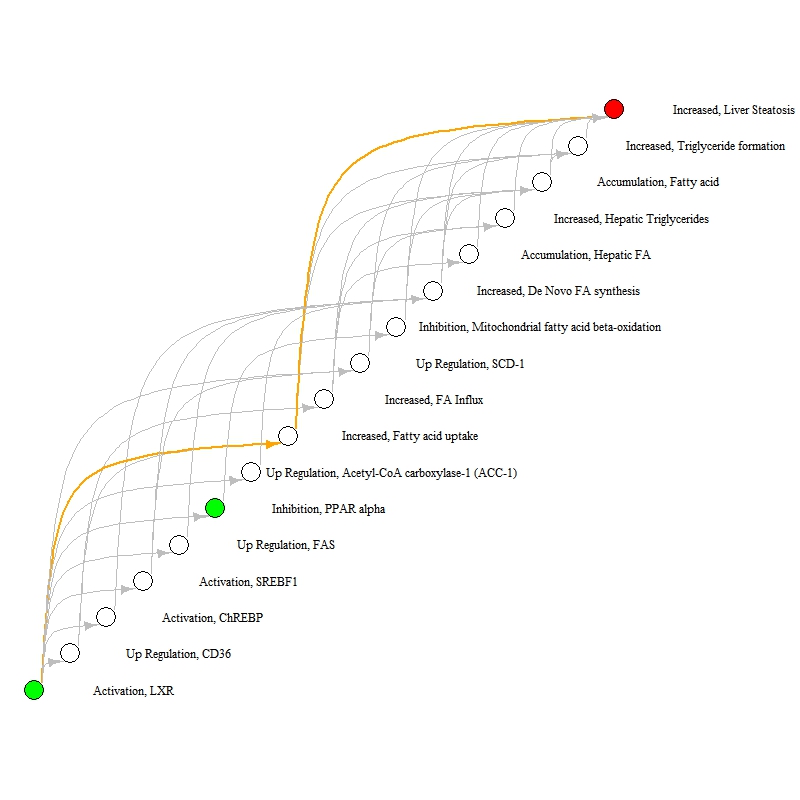 Increased, Liver Steatosis
Increased, Triglyceride formation
Accumulation, Fatty acid
Increased, Hepatic Triglycerides
Accumulation, Hepatic FA
Increased, De Novo FA synthesis
Inhibition, Mitochondrial fatty acid beta-oxidation
Up Regulation, SCD-1
Increased, FA Influx
Increased, Fatty acid uptake
Up Regulation, Acetyl-CoA carboxylase-1 (ACC-1)
Inhibition, PPAR alpha
Up Regulation, FAS
Activation, SREBF1
Activation, ChREBP
Up Regulation, CD36
Activation, LXR